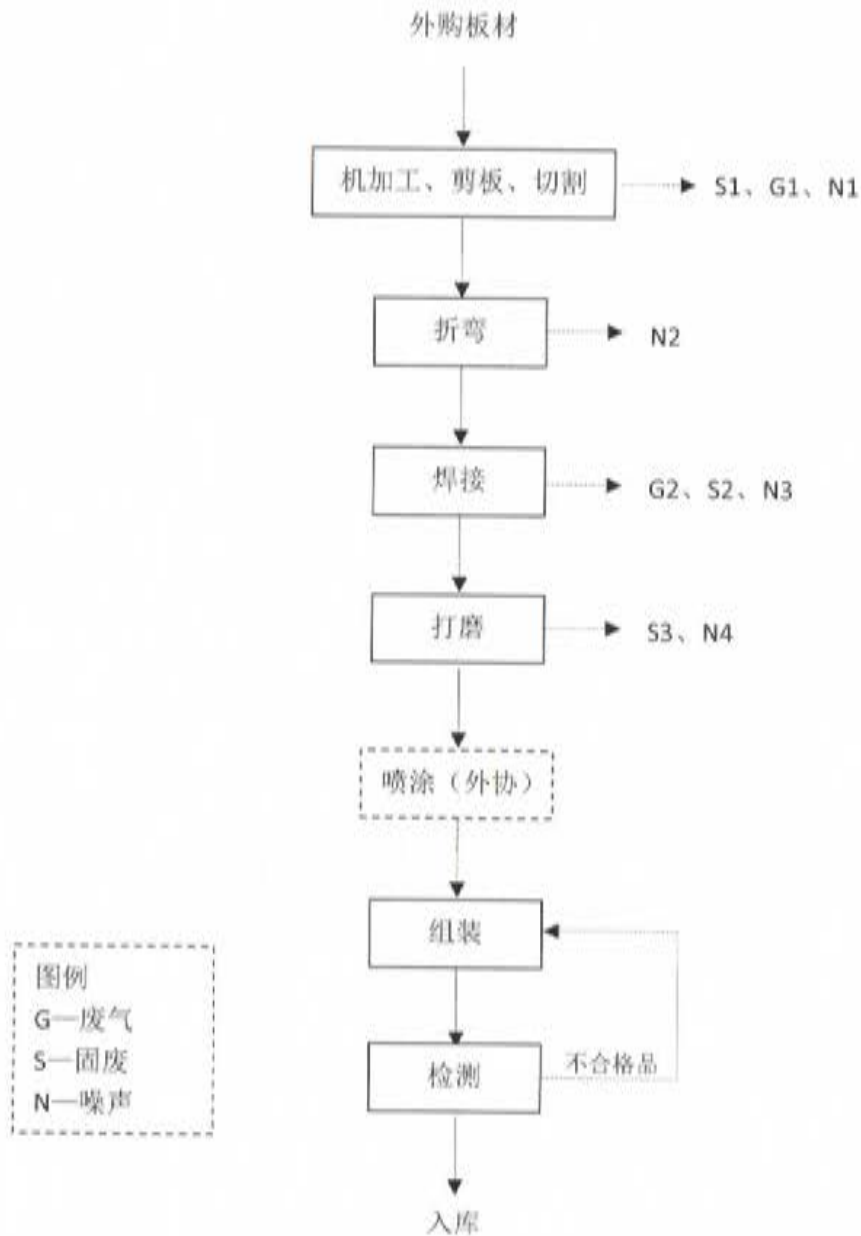 外购板材
机加工、剪板、切割
S1、G1、N1
折弯
N2
焊接
G2、S2、N3
打磨
S3、N4
喷涂（外协）
组装
检测
不合格品
入库
图例
G—废气
S—固废
N—噪声